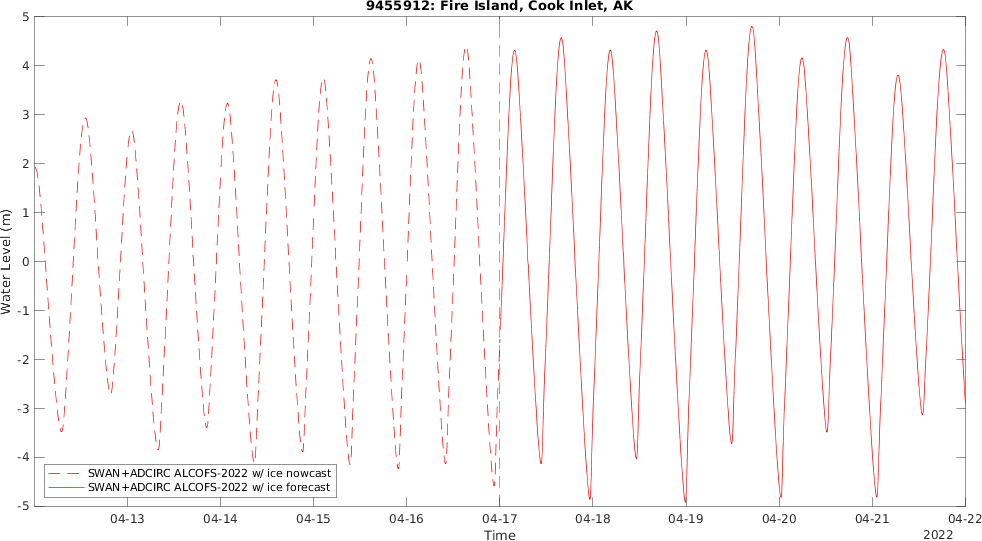 9455912: Fire Island, Cook Inlet, AK
5
4
3
2
1
0
-1
-2
-3
-4
-5
Water Level (m)
SWAN+ADCIRC ALCOFS-2022 w/ ice nowcast
SWAN+ADCIRC ALCOFS-2022 w/ ice forecast
04-13 04-14 04-15 04-16 04-17 04-18 04-19 04-20 04-21 04-22
Time
2022